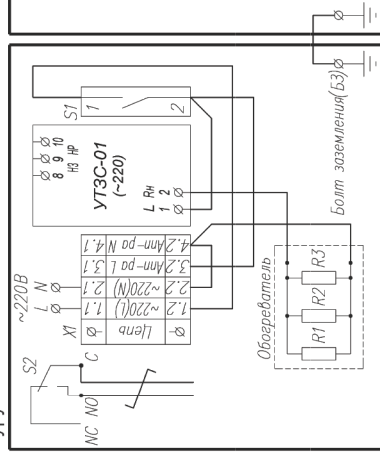 S1
1
2
УТЗС-01
(~220)
8 9 10
НЗ НР
L Rн
1 2
~220В
L N
X1
Цепь
1.1 ~220(L) 1.2
2.1 ~220(N) 2.2
3.1 Апп-ра L 3.2
4.1 Апп-ра N 4.2
S2
C
NC NO
Обогреватель
R1 R2 R3
Болт заземления(БЗ)